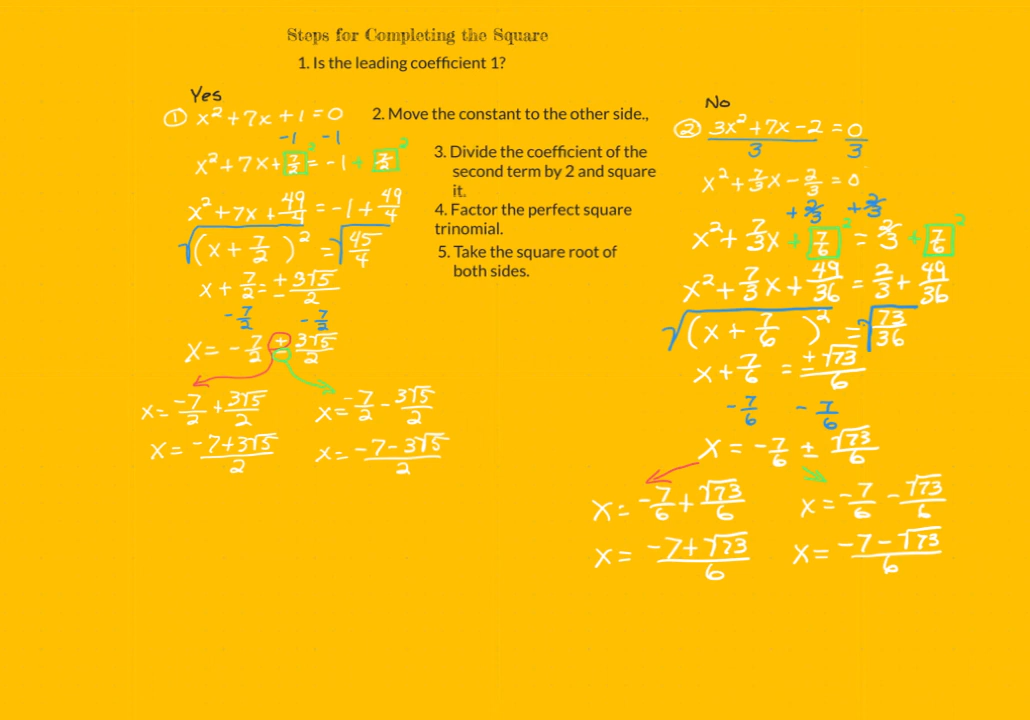 Steps for Completing the Square
1. Is the leading coefficient 1?
Yes
① x² + 7x + 1 = 0
-1 -1
x² + 7x + [7/2]² = -1 + [7/2]²
x² + 7x + 49/4 = -1 + 49/4
√(x + 7/2)² = √45/4
x + 7/2 = ± 3√5/2
-7/2 -7/2
x = -7/2 ± 3√5/2
x = -7/2 + 3√5/2 x = -7/2 - 3√5/2
x = -7+3√5/2 x = -7-3√5/2
2. Move the constant to the other side.,
3. Divide the coefficient of the
second term by 2 and square
it.
4. Factor the perfect square
trinomial.
5. Take the square root of
both sides.
No
② 3x² + 7x - 2 = 0
3 3
x² + 7/3x - 2/3 = 0
+2/3 +2/3
x² + 7/3x + [7/6]² = 2/3 + [7/6]²
x² + 7/3x + 49/36 = 2/3 + 49/36
√(x + 7/6)² = √73/36
x + 7/6 = ±√73/6
-7/6 -7/6
x = -7/6 ± √73/6
x = -7/6 + √73/6 x = -7/6 - √73/6
x = -7+√73/6 x = -7-√73/6